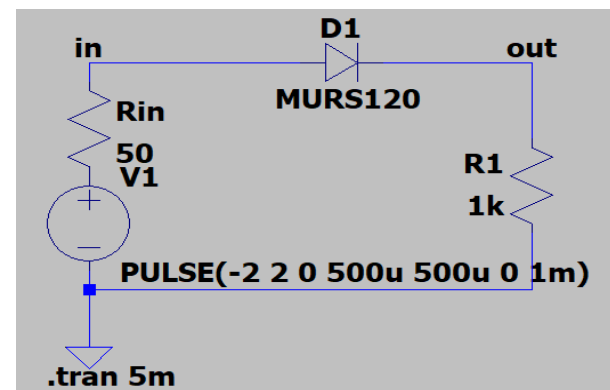 D1
in
out
MURS120
Rin
50
V1
R1
1k
PULSE(-2 2 0 500u 500u 0 1m)
.tran 5m